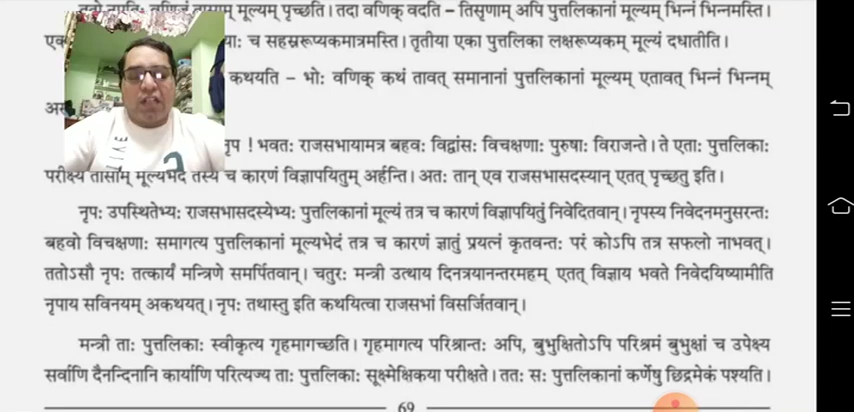 मूल्यम् पृच्छति। तदा वणिक् वदति – तिसृणाम् अपि पुत्तलिकानां मूल्यम् भिन्नं भिन्नमस्ति।
च सहस्ररूप्यकमात्रमस्ति। तृतीया एका पुत्तलिका लक्षरूप्यकम् मूल्यं दधातीति।
कथयति – भोः वणिक् कथं तावत् समानानां पुत्तलिकानां मूल्यम् एतावत् भिन्नं भिन्नम्
! भवतः राजसभायामत्र बहवः विद्वांसः विचक्षणाः पुरुषाः विराजन्ते। ते एताः पुत्तलिकाः
परीक्ष्य तासाम् मूल्यभेदं तस्य च कारणं विज्ञापयितुम् अर्हन्ति। अतः तान् एव राजसभासदस्यान् एतत् पृच्छतु इति।
नृपः उपस्थितेभ्यः राजसभासदस्येभ्यः पुत्तलिकानां मूल्यं तत्र च कारणं विज्ञापयितुं निवेदितवान्। नृपस्य निवेदनमनुसरन्तः
बहवो विचक्षणाः समागत्य पुत्तलिकानां मूल्यभेदं तत्र च कारणं ज्ञातुं प्रयत्नं कृतवन्तः परं कोऽपि तत्र सफलो नाभवत्।
ततोऽसौ नृपः तत्कार्यं मन्त्रिणे समर्पितवान्। चतुरः मन्त्री उत्थाय दिनत्रयानन्तरमहम् एतत् विज्ञाय भवते निवेदयिष्यामीति
नृपाय सविनयम् अकथयत्। नृपः तथास्तु इति कथयित्वा राजसभां विसर्जितवान्।
मन्त्री ताः पुत्तलिकाः स्वीकृत्य गृहमागच्छति। गृहमागत्य परिश्रान्तः अपि, बुभुक्षितोऽपि परिश्रमं बुभुक्षां च उपेक्ष्य
सर्वाणि दैनन्दिनानि कार्याणि परित्यज्य ताः पुत्तलिकाः सूक्ष्मेक्षिकया परीक्षते। ततः सः पुत्तलिकानां कर्णेषु छिद्रमेकं पश्यति।
69